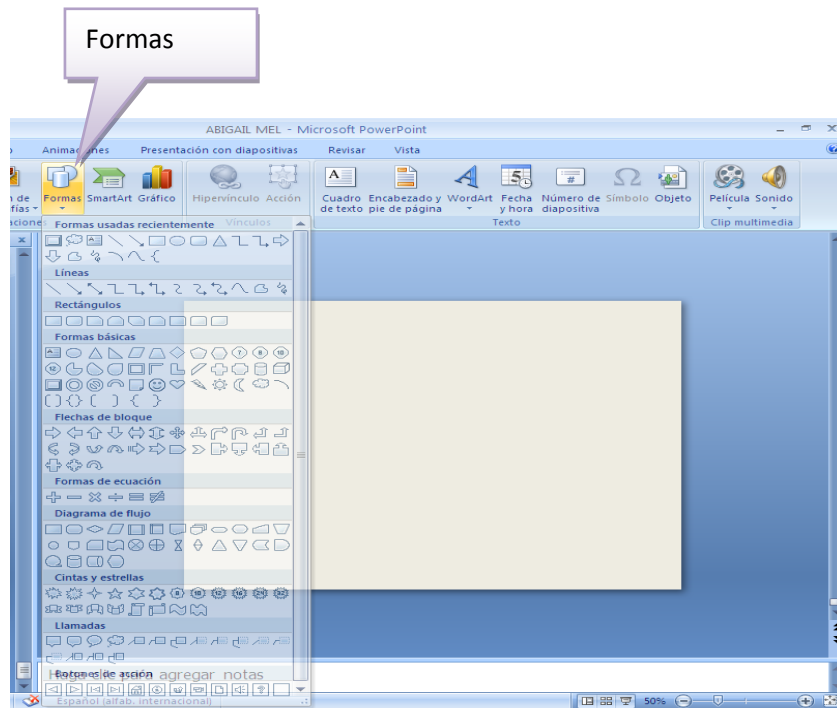 Formas
ABIGAIL MEL - Microsoft PowerPoint
Animaciones Presentación con diapositivas Revisar Vista
Formas SmartArt Gráfico Hipervínculo Acción Cuadro de texto Encabezado y pie de página WordArt Fecha y hora Número de diapositiva Símbolo Objeto Película Sonido
Vínculos Texto Clip multimedia
Formas usadas recientemente
Líneas
Rectángulos
Formas básicas
Flechas de bloque
Formas de ecuación
Diagrama de flujo
Cintas y estrellas
Llamadas
Botones de acción
Haga clic para agregar notas
Español (alfab. internacional)
50%